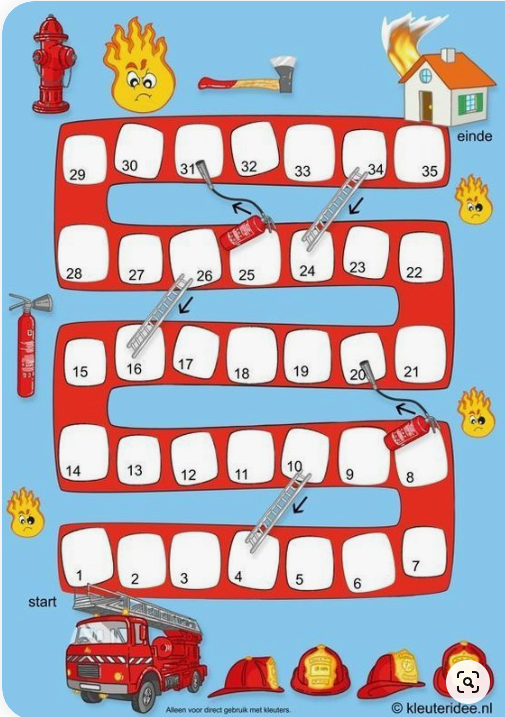 29 30 31 32 33 34 35
einde
28 27 26 25 24 23 22
15 16 17 18 19 20 21
14 13 12 11 10 9 8
1 2 3 4 5 6 7
start
Alleen voor direct gebruik met kleuters.
© kleuteridee.nl